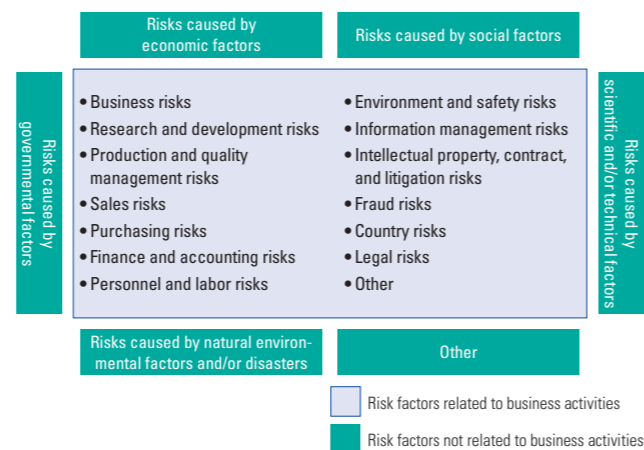 Risks caused by
economic factors
Risks caused by social factors
Risks caused by
governmental factors
• Business risks
• Research and development risks
• Production and quality
management risks
• Sales risks
• Purchasing risks
• Finance and accounting risks
• Personnel and labor risks
• Environment and safety risks
• Information management risks
• Intellectual property, contract,
and litigation risks
• Fraud risks
• Country risks
• Legal risks
• Other
Risks caused by
scientific and/or technical factors
Risks caused by natural environ-
mental factors and/or disasters
Other
Risk factors related to business activities
Risk factors not related to business activities